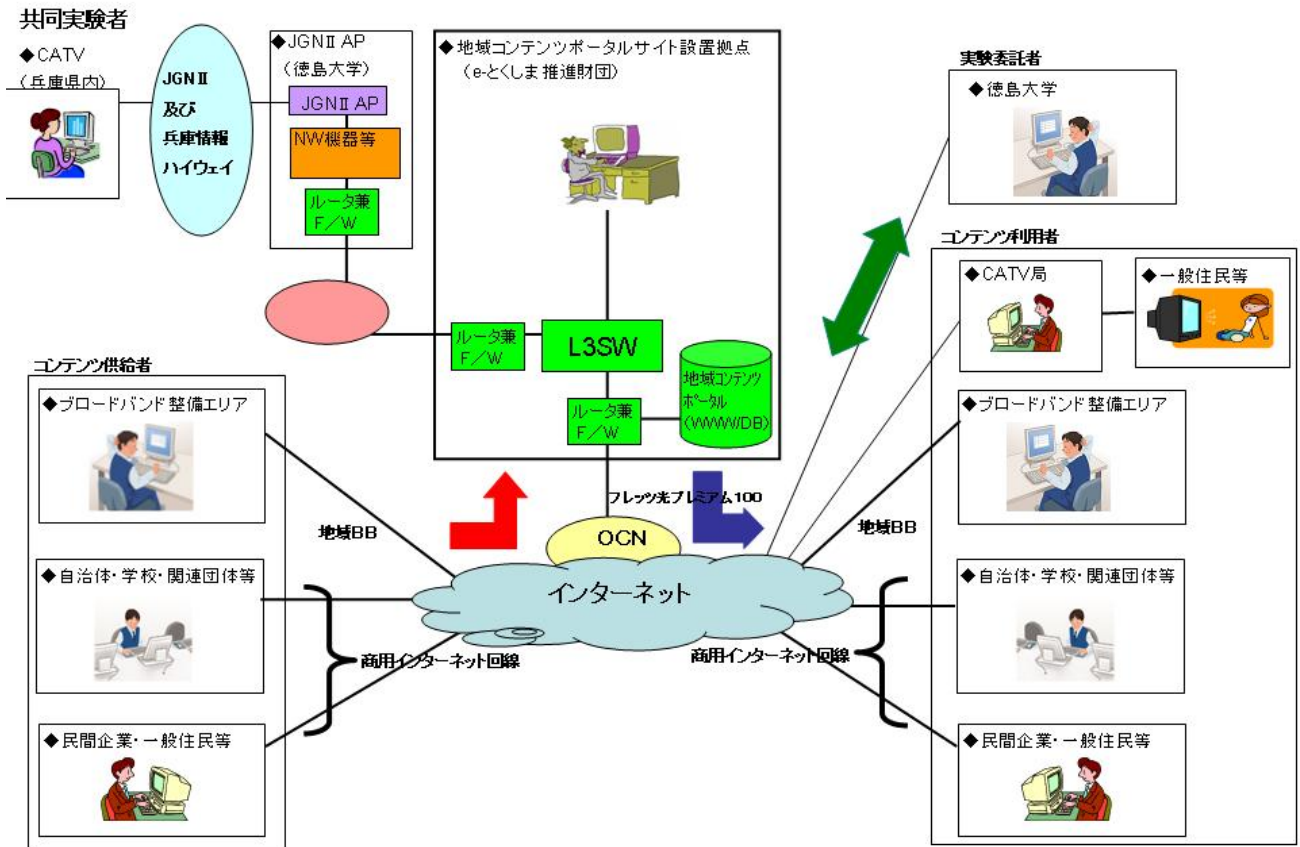 共同実験者
◆CATV
(兵庫県内)
JGNⅡ
及び
兵庫情報
ハイウェイ
◆JGNⅡ AP
(徳島大学)
JGNⅡ AP
NW機器等
ルータ兼
F/W
◆地域コンテンツポータルサイト設置拠点
(e-とくしま推進財団)
ルータ兼
F/W
L3SW
ルータ兼
F/W
地域コンテンツ
ポータル
(WWW/DB)
実験委託者
◆徳島大学
コンテンツ利用者
◆CATV局
◆一般住民等
◆ブロードバンド整備エリア
◆自治体・学校・関連団体等
◆民間企業・一般住民等
コンテンツ供給者
◆ブロードバンド整備エリア
◆自治体・学校・関連団体等
◆民間企業・一般住民等
地域BB
商用インターネット回線
フレッツ光プレミアム100
OCN
インターネット
地域BB
商用インターネット回線